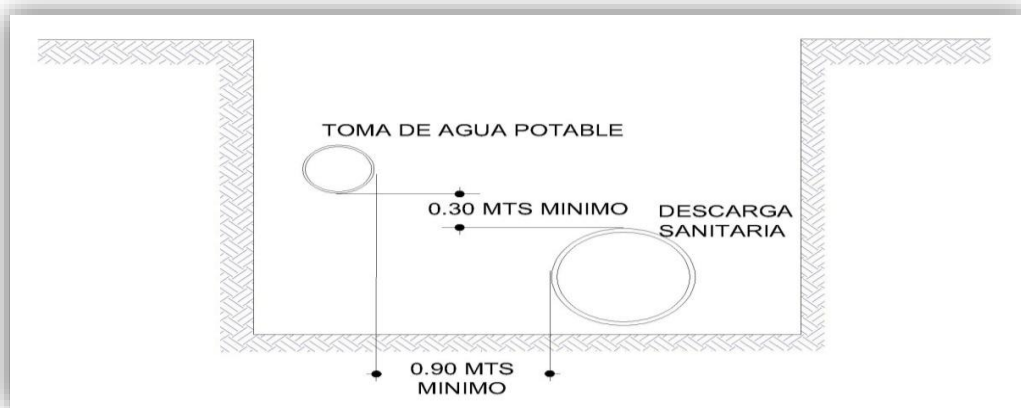 TOMA DE AGUA POTABLE
0.30 MTS MINIMO
DESCARGA
SANITARIA
0.90 MTS
MINIMO